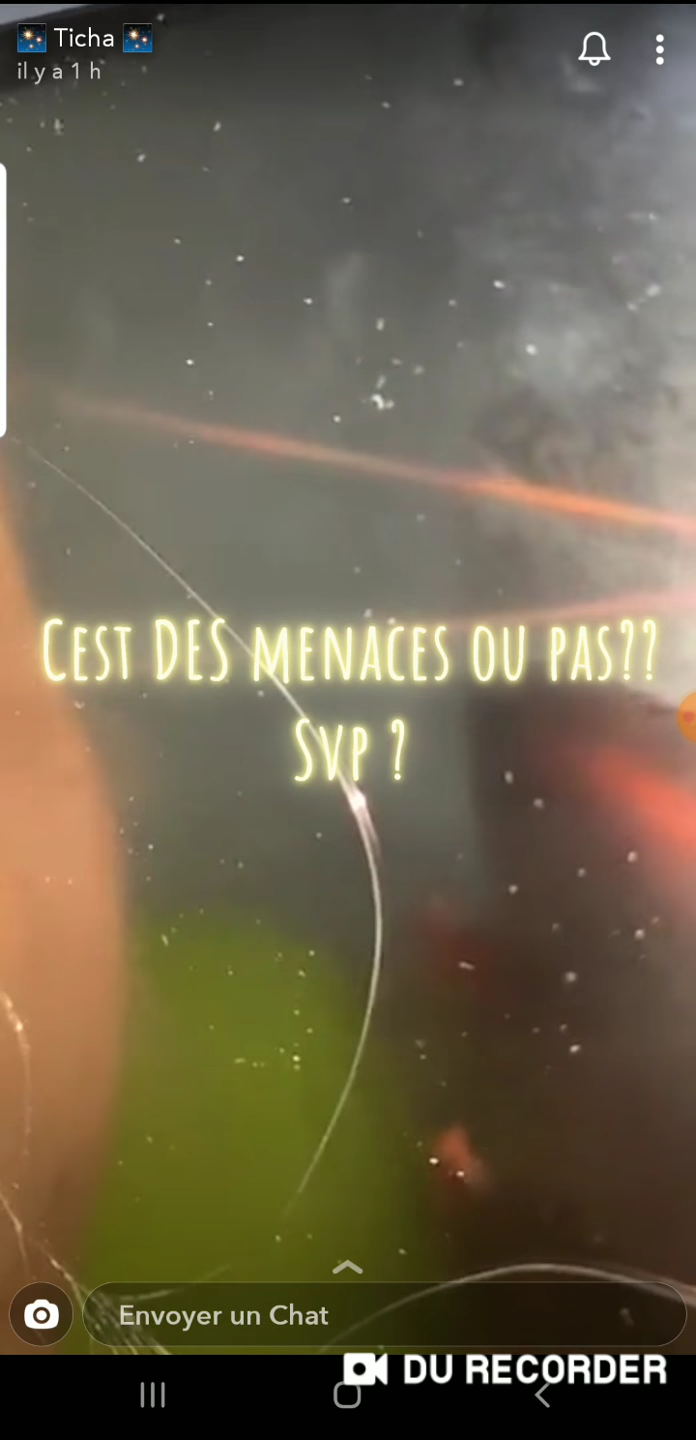 Ticha
il y a 1 h
Cest DES menaces ou pas??
Svp ?
Envoyer un Chat
DU RECORDER